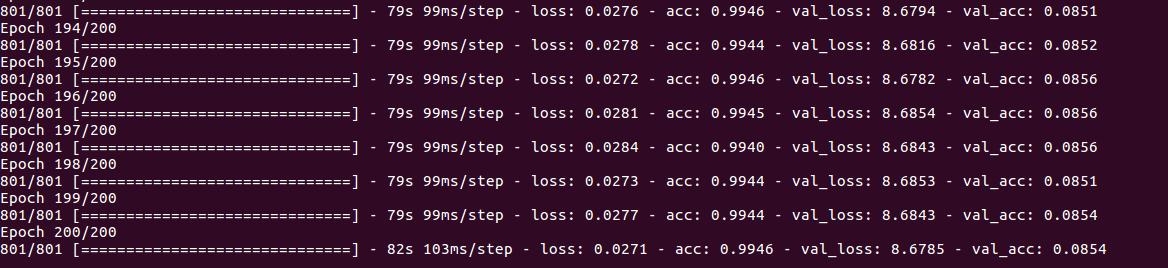 801/801 [==============================] - 79s 99ms/step - loss: 0.0276 - acc: 0.9946 - val_loss: 8.6794 - val_acc: 0.0851
Epoch 194/200
801/801 [==============================] - 79s 99ms/step - loss: 0.0278 - acc: 0.9944 - val_loss: 8.6816 - val_acc: 0.0852
Epoch 195/200
801/801 [==============================] - 79s 99ms/step - loss: 0.0272 - acc: 0.9946 - val_loss: 8.6782 - val_acc: 0.0856
Epoch 196/200
801/801 [==============================] - 79s 99ms/step - loss: 0.0281 - acc: 0.9945 - val_loss: 8.6854 - val_acc: 0.0856
Epoch 197/200
801/801 [==============================] - 79s 99ms/step - loss: 0.0284 - acc: 0.9940 - val_loss: 8.6843 - val_acc: 0.0856
Epoch 198/200
801/801 [==============================] - 79s 99ms/step - loss: 0.0273 - acc: 0.9944 - val_loss: 8.6853 - val_acc: 0.0851
Epoch 199/200
801/801 [==============================] - 79s 99ms/step - loss: 0.0277 - acc: 0.9944 - val_loss: 8.6843 - val_acc: 0.0854
Epoch 200/200
801/801 [==============================] - 82s 103ms/step - loss: 0.0271 - acc: 0.9946 - val_loss: 8.6785 - val_acc: 0.0854